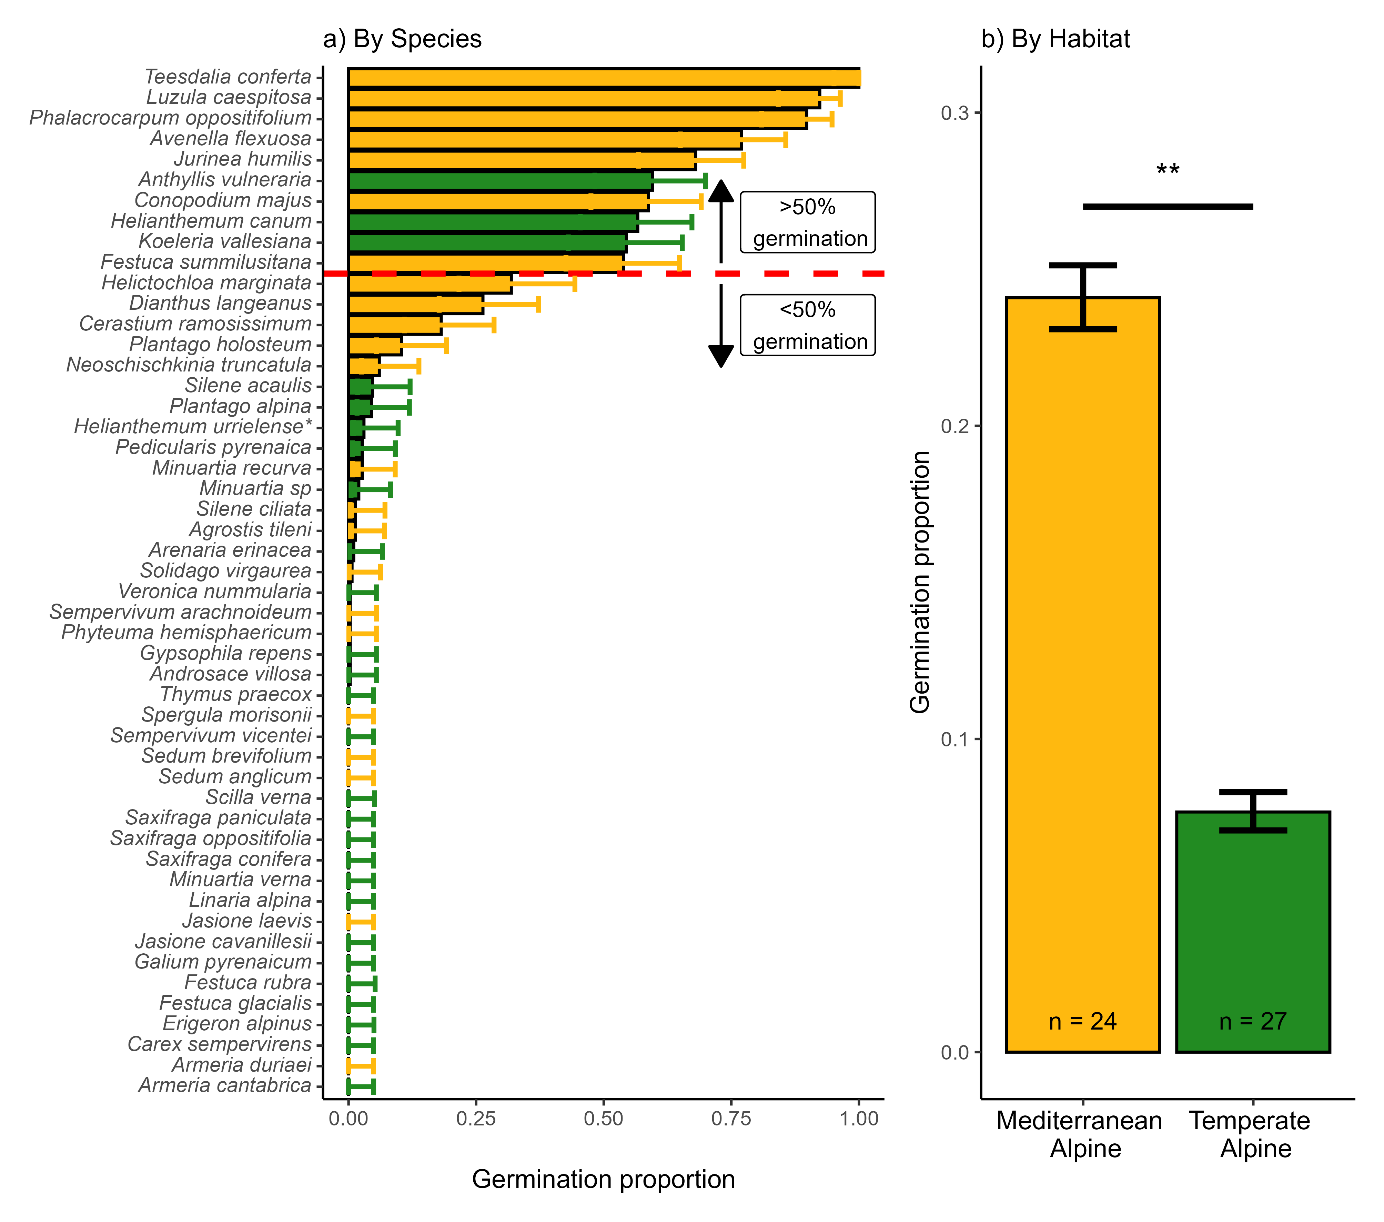 a) By Species
Teesdalia conferta
Luzula caespitosa
Phalacrocarpum oppositifolium
Avenella flexuosa
Jurinea humilis
Anthyllis vulneraria
Conopodium majus
Helianthemum canum
Koeleria vallesiana
Festuca summilusitana
Helictochloa marginata
Dianthus langeanus
Cerastium ramosissimum
Plantago holosteum
Neoschischkinia truncatula
Silene acaulis
Plantago alpina
Helianthemum urrielense*
Pedicularis pyrenaica
Minuartia recurva
Minuartia sp
Silene ciliata
Agrostis tileni
Arenaria erinacea
Solidago virgaurea
Veronica nummularia
Sempervivum arachnoideum
Phyteuma hemisphaericum
Gypsophila repens
Androsace villosa
Thymus praecox
Spergula morisonii
Sempervivum vicentei
Sedum brevifolium
Sedum anglicum
Scilla verna
Saxifraga paniculata
Saxifraga oppositifolia
Saxifraga conifera
Minuartia verna
Linaria alpina
Jasione laevis
Jasione cavanillesii
Galium pyrenaicum
Festuca rubra
Festuca glacialis
Erigeron alpinus
Carex sempervirens
Armeria duriaei
Armeria cantabrica
>50%
germination
<50%
germination
0.00 0.25 0.50 0.75 1.00
Germination proportion
b) By Habitat
Germination proportion
0.3
0.2
0.1
0.0
**
n = 24
n = 27
Mediterranean
Alpine
Temperate
Alpine